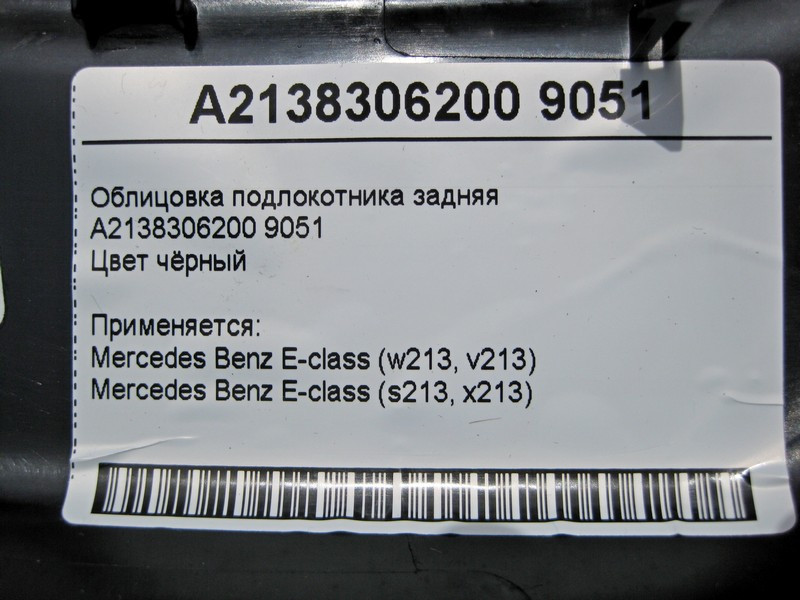 A2138306200 9051
Облицовка подлокотника задняя
A2138306200 9051
Цвет чёрный
Применяется:
Mercedes Benz E-class (w213, v213)
Mercedes Benz E-class (s213, x213)